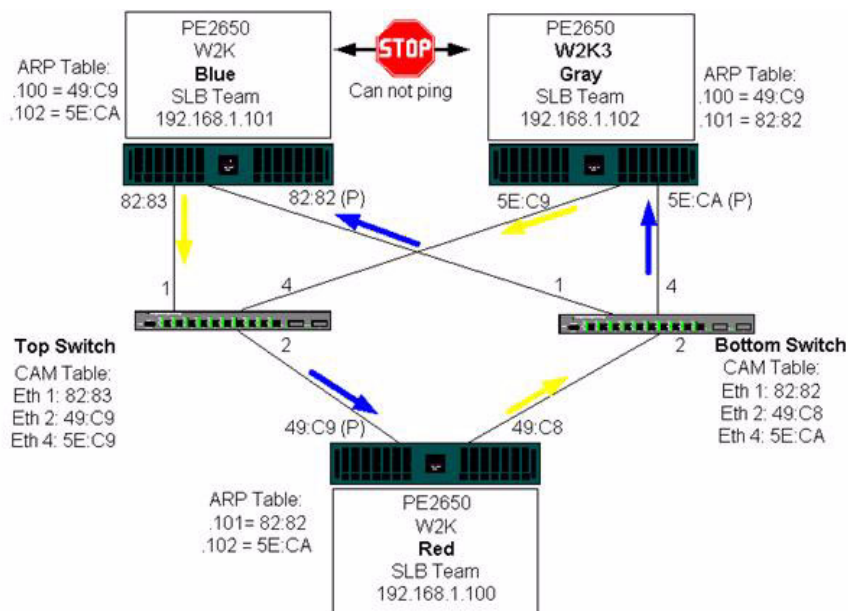 PE2650
W2K
Blue
SLB Team
192.168.1.101
STOP
Can not ping
PE2650
W2K3
Gray
SLB Team
192.168.1.102
ARP Table:
.100 = 49:C9
.102 = 5E:CA
ARP Table:
.100 = 49:C9
.101 = 82:82
82:83
82:82 (P)
5E:C9
5E:CA (P)
1
4
1
4
Top Switch
2
CAM Table:
Eth 1: 82:83
Eth 2: 49:C9
Eth 4: 5E:C9
2
Bottom Switch
CAM Table:
Eth 1: 82:82
Eth 2: 49:C8
Eth 4: 5E:CA
49:C9 (P)
49:C8
ARP Table:
.101= 82:82
.102 = 5E:CA
PE2650
W2K
Red
SLB Team
192.168.1.100